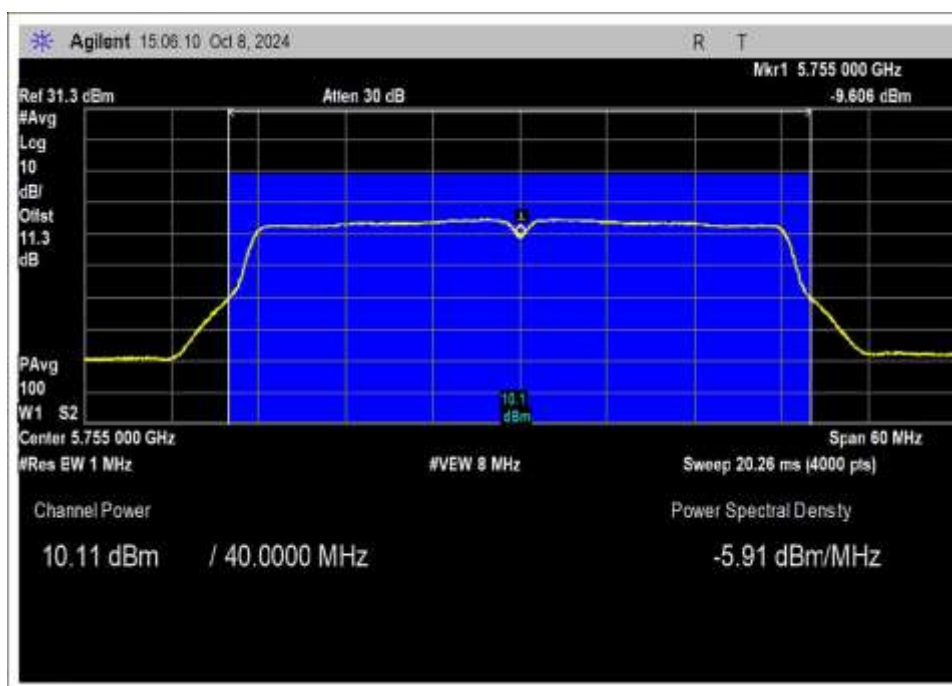 Agilent 15:06:10 Oct 8, 2024 R T
Mkr1 5.755 000 GHz
Ref 31.3 dBm Atten 30 dB -9.606 dBm
#Avg
Log
10
dB/
Offst
11.3
dB
1
PAvg
100
10.1
dBm
W1 S2
Center 5.755 000 GHz Span 60 MHz
#Res BW 1 MHz #VBW 8 MHz Sweep 20.26 ms (4000 pts)
Channel Power Power Spectral Density
10.11 dBm / 40.0000 MHz -5.91 dBm/MHz